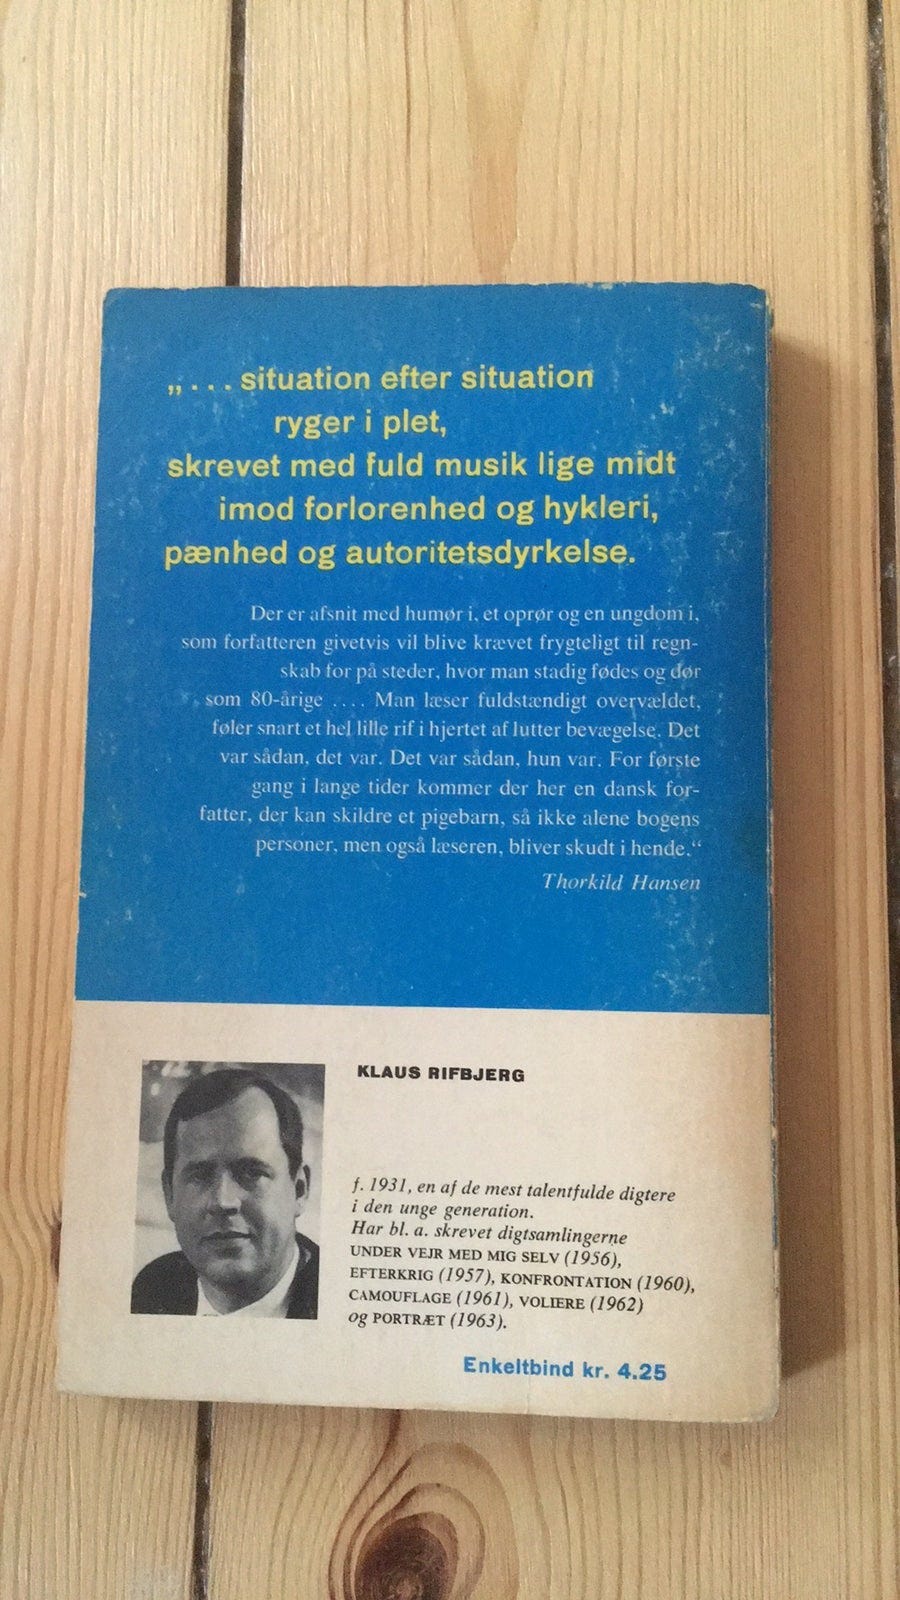 „... situation efter situation
ryger i plet,
skrevet med fuld musik lige midt
imod forlorenhed og hykleri,
pænhed og autoritetsdyrkelse.
Der er afsnit med humør i, et oprør og en ungdom i,
som forfatteren givetvis vil blive krævet frygteligt til regn-
skab for på steder, hvor man stadig fødes og dør
som 80-årige .... Man læser fuldstændigt overvældet,
føler snart et hel lille rif i hjertet af lutter bevægelse. Det
var sådan, det var. Det var sådan, hun var. For første
gang i lange tider kommer der her en dansk for-
fatter, der kan skildre et pigebarn, så ikke alene bogens
personer, men også læseren, bliver skudt i hende.“
Thorkild Hansen
KLAUS RIFBJERG
f. 1931, en af de mest talentfulde digtere
i den unge generation.
Har bl. a. skrevet digtsamlingerne
UNDER VEJR MED MIG SELV (1956),
EFTERKRIG (1957), KONFRONTATION (1960),
CAMOUFLAGE (1961), VOLIERE (1962)
og PORTRÆT (1963).
Enkeltbind kr. 4.25